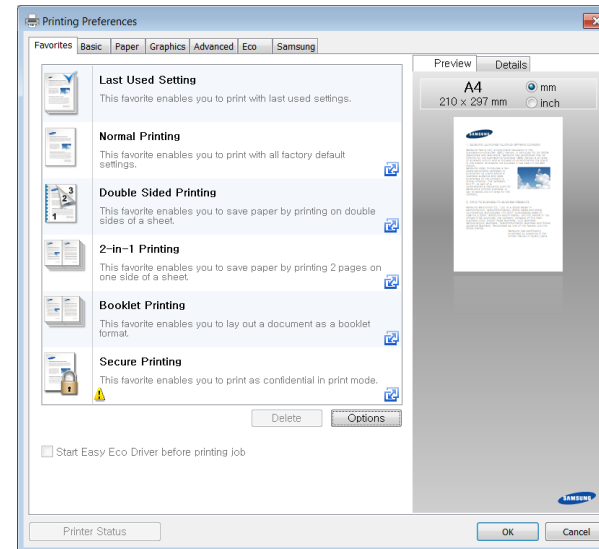 Printing Preferences
Favorites Basic Paper Graphics Advanced Eco Samsung
Last Used Setting
This favorite enables you to print with last used settings.
Normal Printing
This favorite enables you to print with all factory default
settings.
Double Sided Printing
This favorite enables you to save paper by printing on double
sides of a sheet.
2-in-1 Printing
This favorite enables you to save paper by printing 2 pages on
one side of a sheet.
Booklet Printing
This favorite enables you to lay out a document as a booklet
format.
Secure Printing
This favorite enables you to print as confidential in print mode.
Delete Options
Start Easy Eco Driver before printing job
Printer Status
Preview Details
A4
210 x 297 mm
mm
inch
SAMSUNG
SAMSUNG
OK Cancel